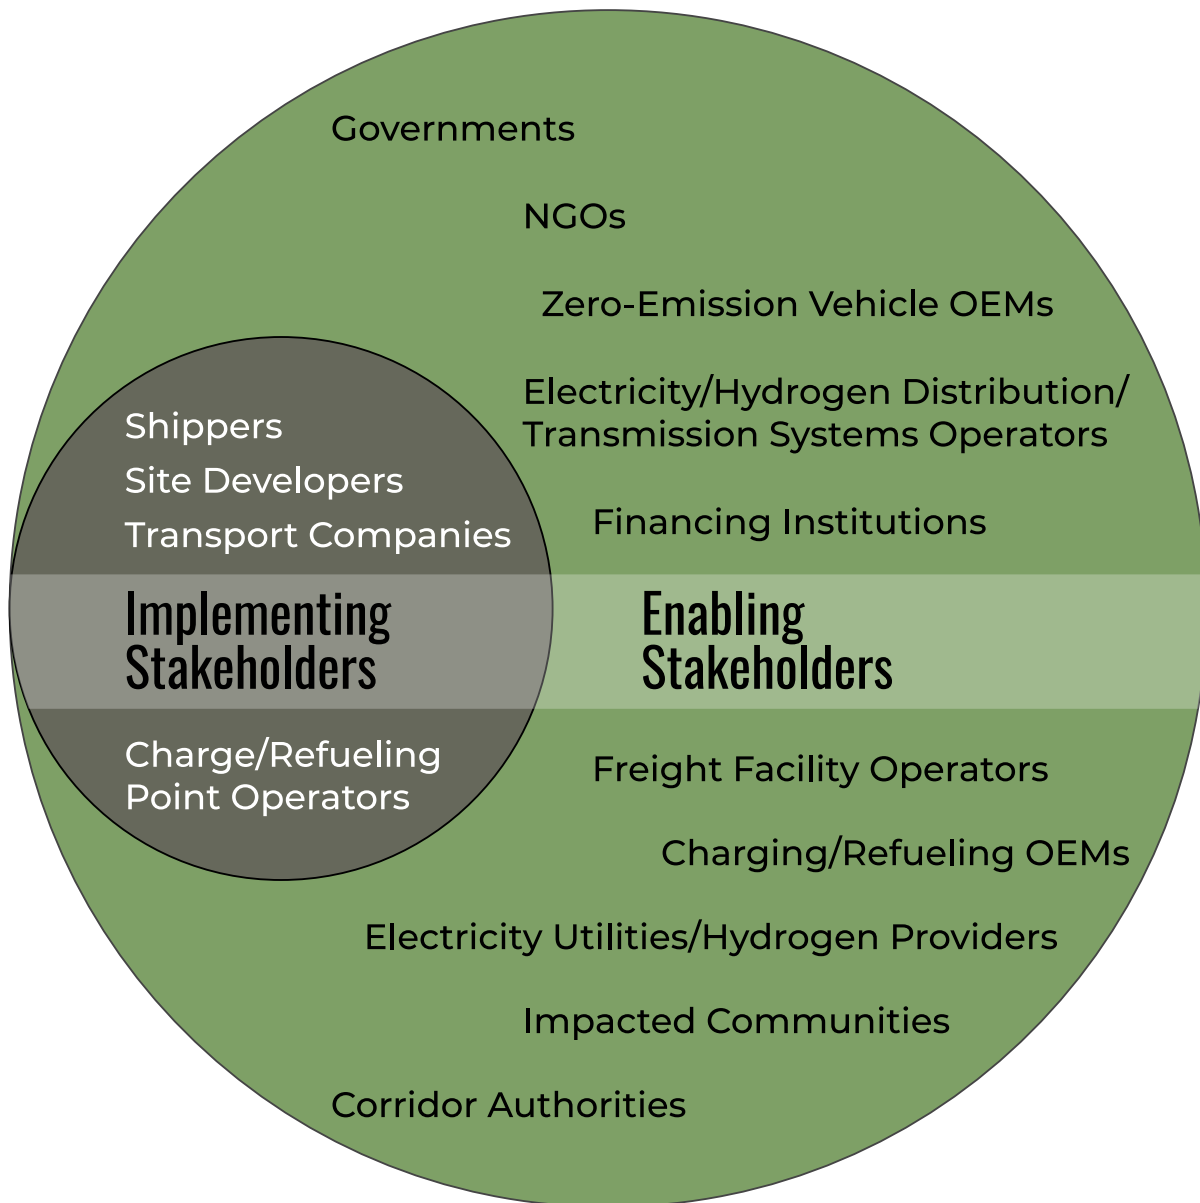 Governments
NGOs
Zero-Emission Vehicle OEMs
Electricity/Hydrogen Distribution/
Transmission Systems Operators
Financing Institutions
Shippers
Site Developers
Transport Companies
Implementing
Stakeholders
Charge/Refueling
Point Operators
Enabling
Stakeholders
Freight Facility Operators
Charging/Refueling OEMs
Electricity Utilities/Hydrogen Providers
Impacted Communities
Corridor Authorities